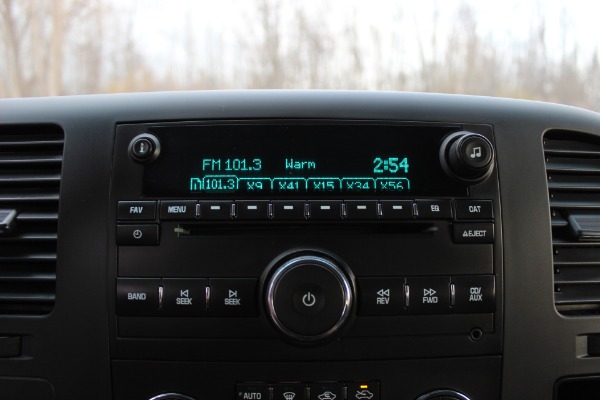 FM 101.3 Warm 2:54
1 101.3 X9 X41 X15 X34 X56
FAV MENU EQ CAT
EJECT
BAND SEEK SEEK REV FWD CD/AUX
AUTO